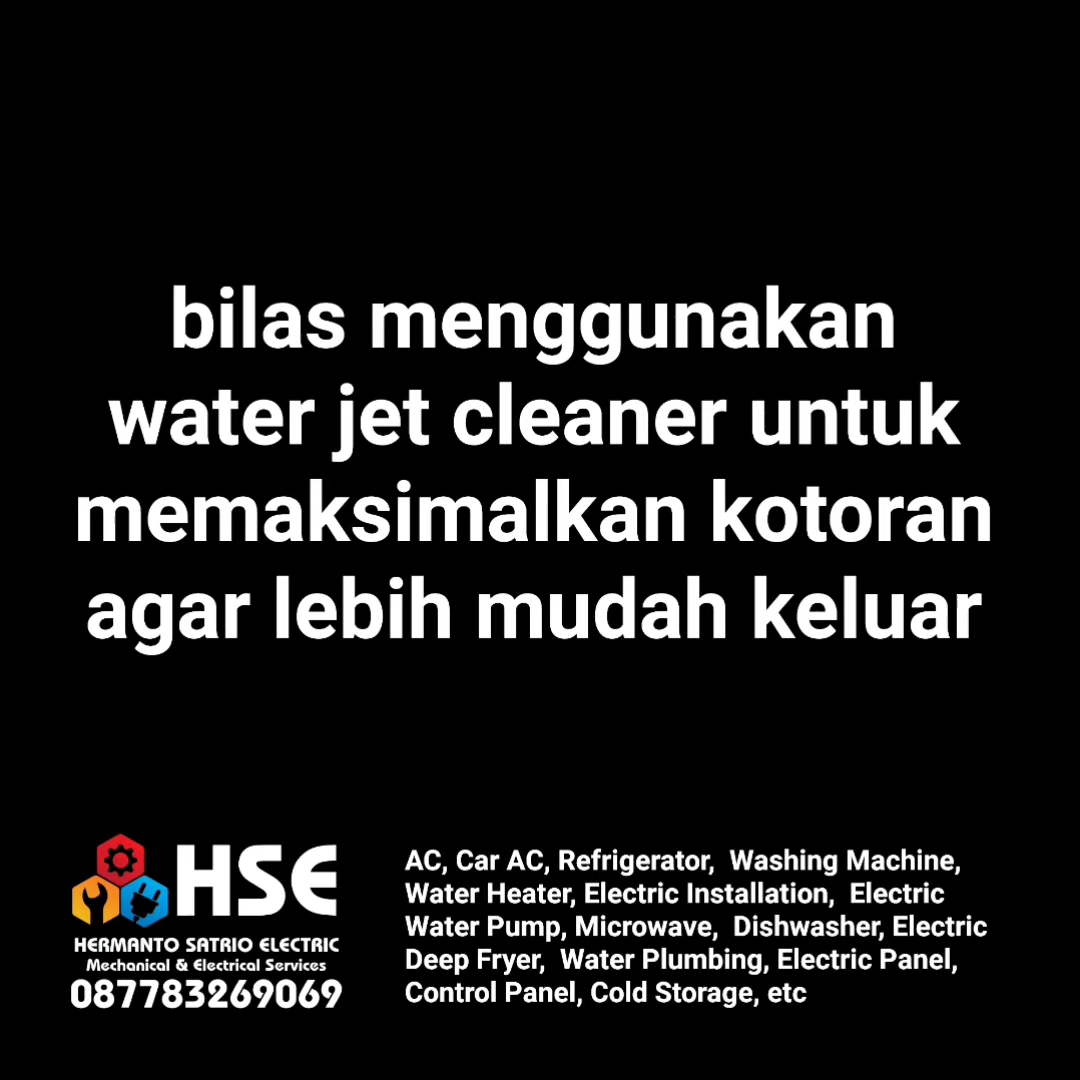 bilas menggunakan
water jet cleaner untuk
memaksimalkan kotoran
agar lebih mudah keluar
HSE
HERMANTO SATRIO ELECTRIC
Mechanical & Electrical Services
087783269069
AC, Car AC, Refrigerator,  Washing Machine,
Water Heater, Electric Installation,  Electric
Water Pump, Microwave,  Dishwasher, Electric
Deep Fryer,  Water Plumbing, Electric Panel,
Control Panel, Cold Storage, etc